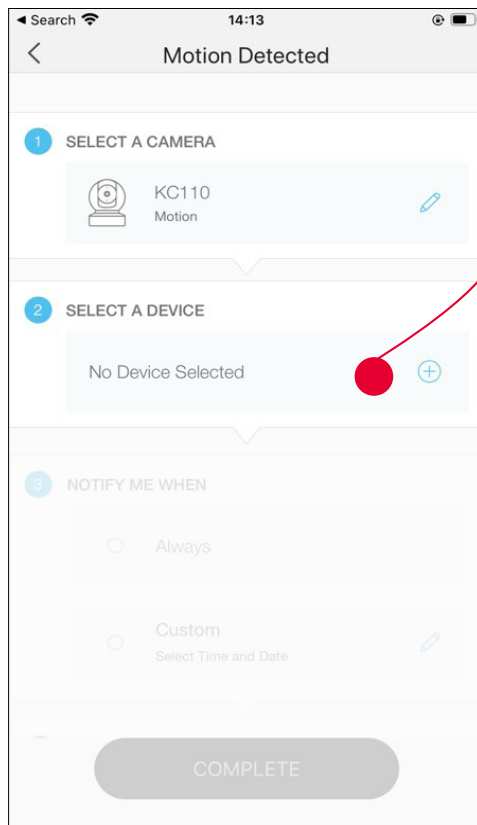 Search 14:13
Motion Detected
1 SELECT A CAMERA
KC110
Motion
2 SELECT A DEVICE
No Device Selected
3 NOTIFY ME WHEN
Always
Custom
Select Time and Date
COMPLETE